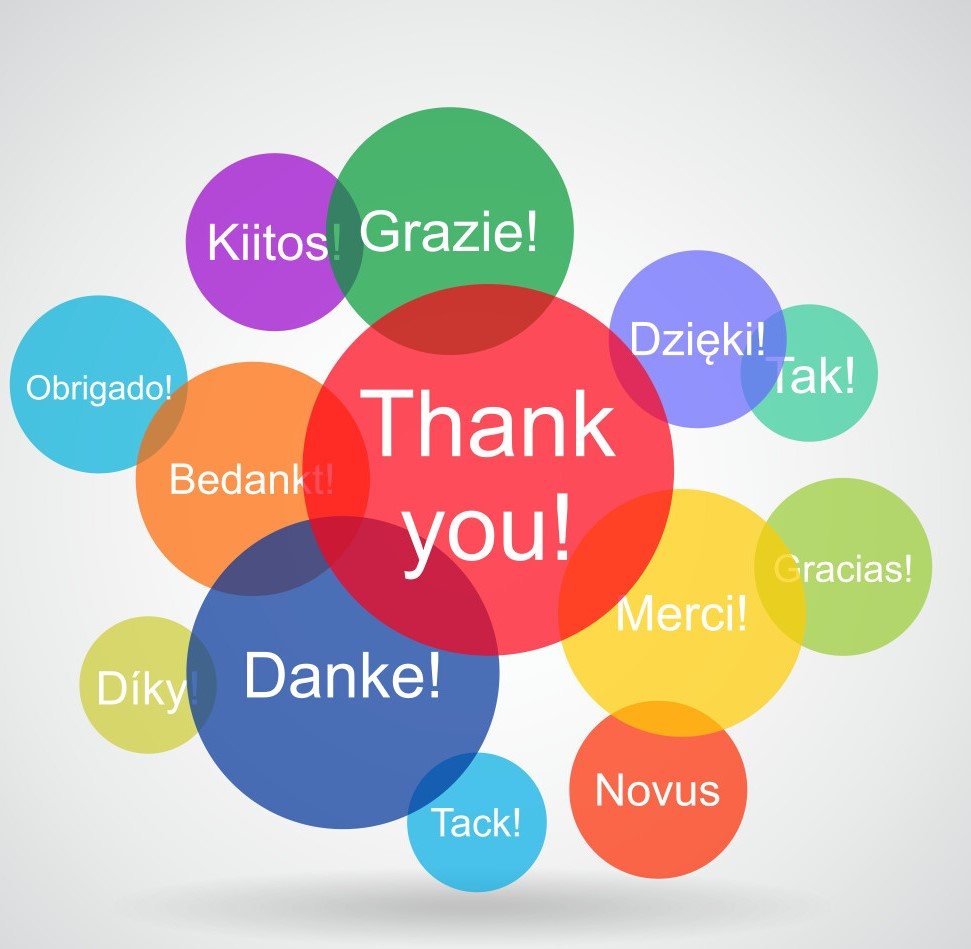 Kiitos!
Grazie!
Dzięki!
Tak!
Obrigado!
Bedankt!
Thank
you!
Gracias!
Merci!
Díky!
Danke!
Novus
Tack!